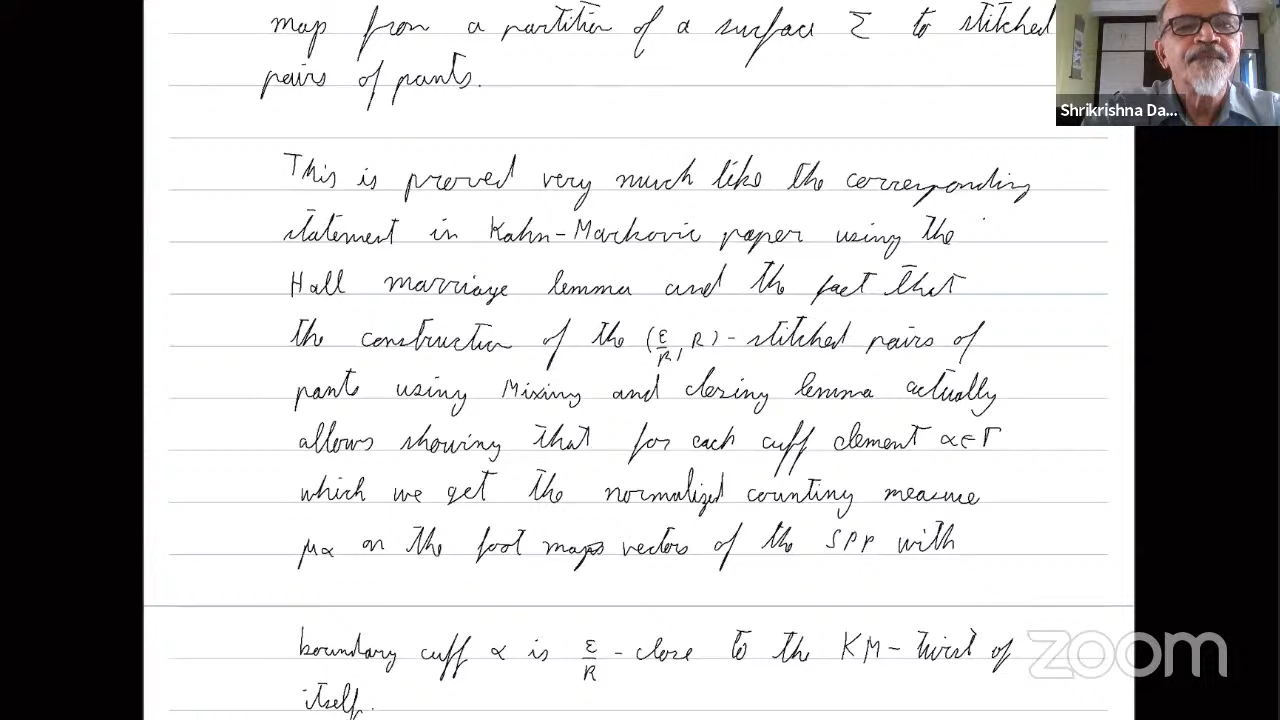 map from a partition of a surface Σ to stitched
pairs of pants.
Shrikrishna Da...
This is proved very much like the corresponding
statement in Kahn-Markovic paper using the
Hall marriage lemma and the fact that
the construction of the (ε/R, R)-stitched pairs of
pants using Mixing and closing lemma actually
allows showing that for each cuff element α∈Γ
which we get the normalized counting measure
μα on the foot maps vectors of the SPP with
boundary cuff α is ε/R-close to the KM-twist of
itself.
zoom